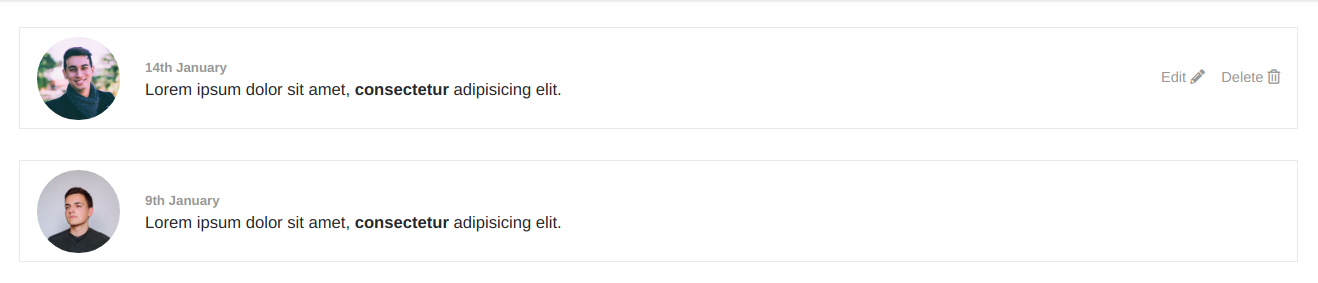 14th January
Lorem ipsum dolor sit amet, consectetur adipisicing elit.
Edit Delete
9th January
Lorem ipsum dolor sit amet, consectetur adipisicing elit.